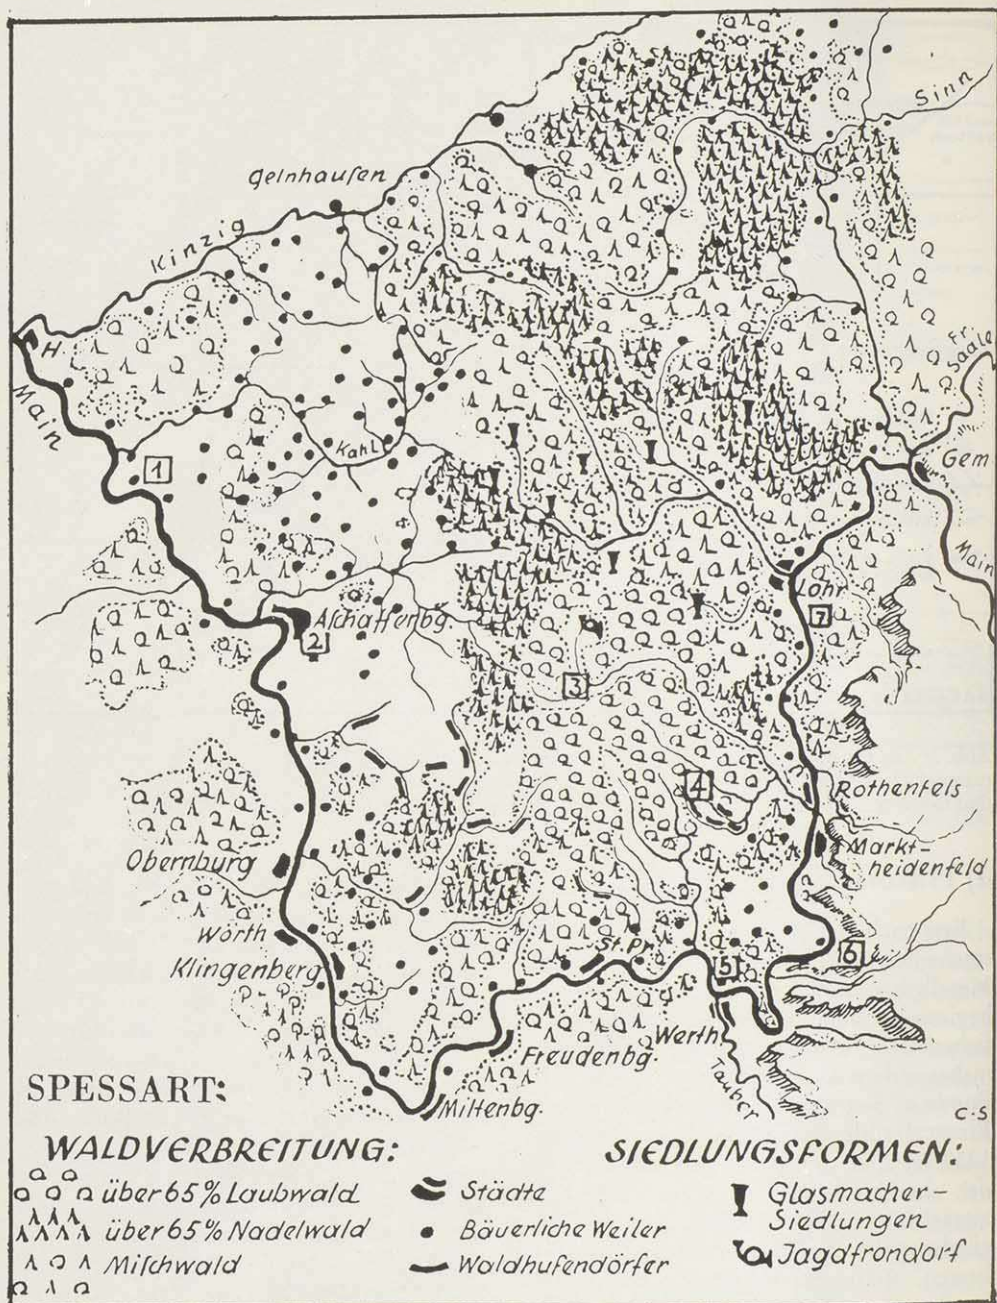 Sinn
Gelnhauſen
Kinzig
Fr.
Saale
H.
Main
Kahl
Gem
1
Main
Lohr
Aſchaffenbg.
7
2
3
4
Rothenfels
Markt-
heidenfeld
Obernburg
Wörth
St. Pr.
6
Klingenberg
5
Werth
Freudenbg.
Tauber
SPESSART:
Miltenbg.
C.S
WALDVERBREITUNG:
über 65% Laubwald
über 65% Nadelwald
Miſchwald
SIEDLUNGSFORMEN:
Städte
Bäuerliche Weiler
Waldhufendörfer
Glasmacher-
Siedlungen
Jagdfrondorf